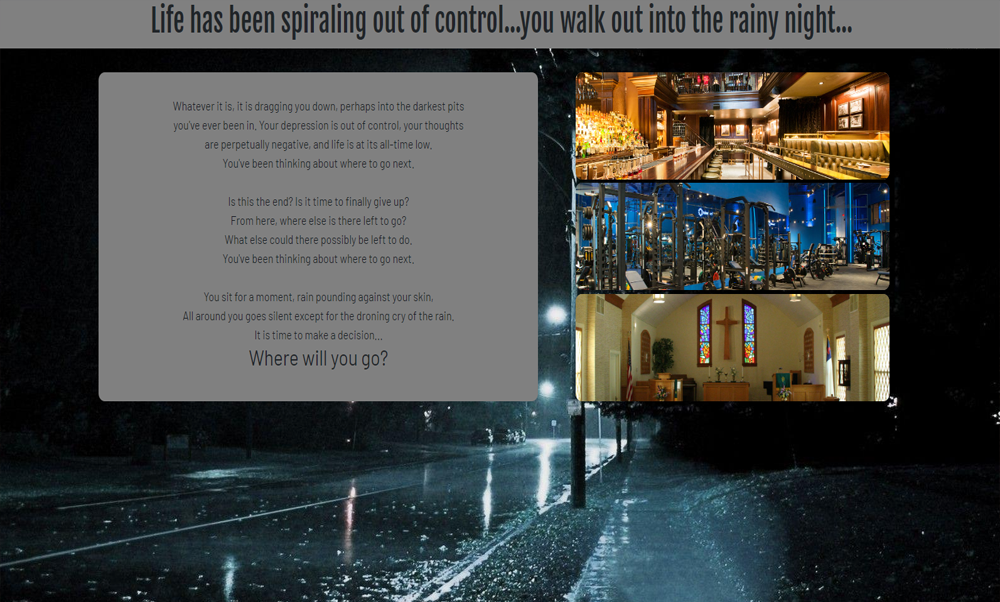 Life has been spiraling out of control...you walk out into the rainy night...
Whatever it is, it is dragging you down, perhaps into the darkest pits
you've ever been in. Your depression is out of control, your thoughts
are perpetually negative, and life is at its all-time low.
You've been thinking about where to go next.
Is this the end? Is it time to finally give up?
From here, where else is there left to go?
What else could there possibly be left to do.
You've been thinking about where to go next.
You sit for a moment, rain pounding against your skin,
All around you goes silent except for the droning cry of the rain.
It is time to make a decision...
Where will you go?